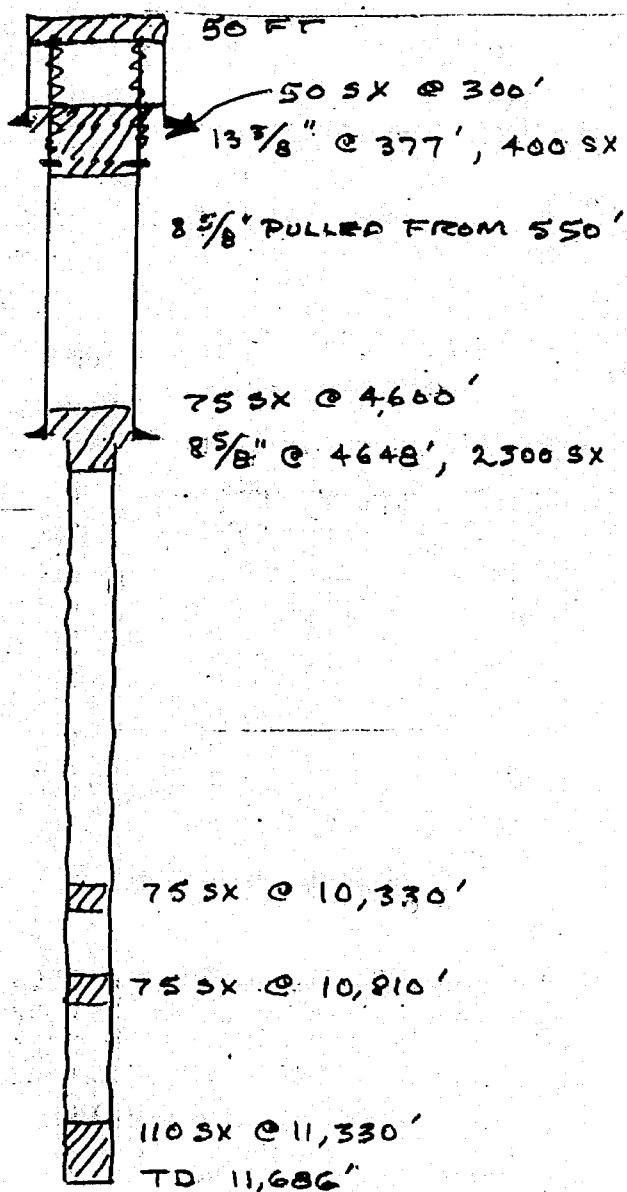 50 FT
50 SX @ 300'
13 3/8" @ 377', 400 SX
8 5/8" PULLED FROM 550'
75 SX @ 4,600'
8 5/8" @ 4648', 2300 SX
75 SX @ 10,330'
75 SX @ 10,810'
110 SX @ 11,330'
TD 11,686'